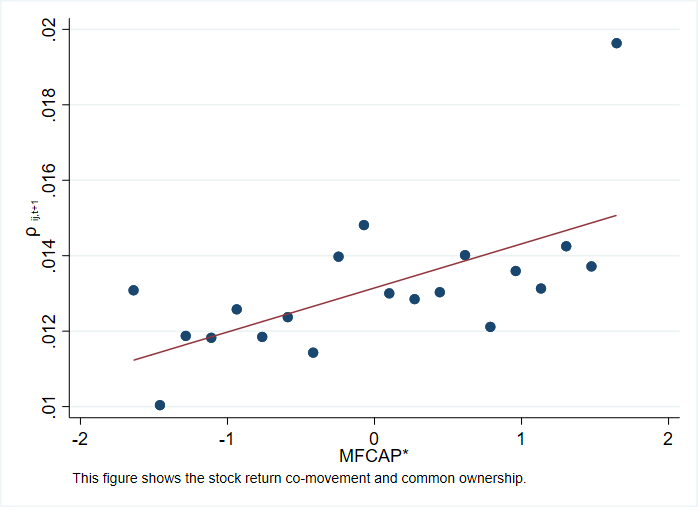 .02
.018
.016
.014
.012
.01
ρ ij,t+1
-2 -1 0 1 2
MFCAP*
This figure shows the stock return co-movement and common ownership.